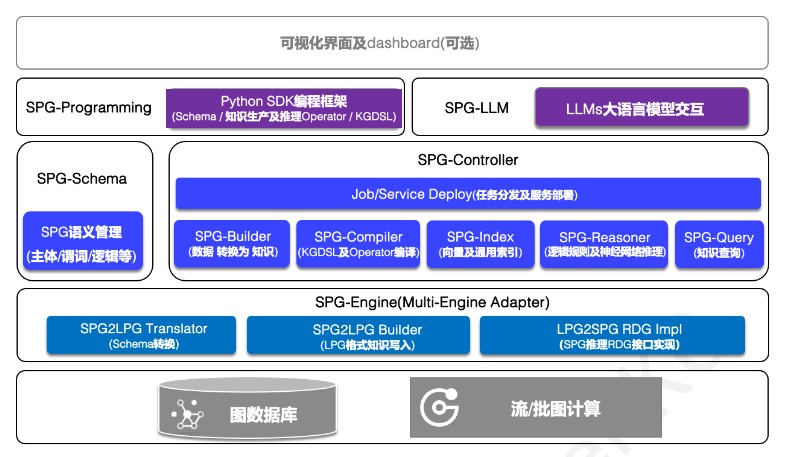 可视化界面及dashboard(可选)
SPG-Programming
Python SDK编程框架
(Schema / 知识生产及推理Operator / KGDSL)
SPG-LLM
LLMs大语言模型交互
SPG-Schema
SPG语义管理
(主体/谓词/逻辑等)
SPG-Controller
Job/Service Deploy(任务分发及服务部署)
SPG-Builder
(数据 转换为 知识)
SPG-Compiler
(KGDSL及Operator编译)
SPG-Index
(向量及通用索引)
SPG-Reasoner
(逻辑规则及神经网络推理)
SPG-Query
(知识查询)
SPG-Engine(Multi-Engine Adapter)
SPG2LPG Translator
(Schema转换)
SPG2LPG Builder
(LPG格式知识写入)
LPG2SPG RDG Impl
(SPG推理RDG接口实现)
图数据库
流/批图计算